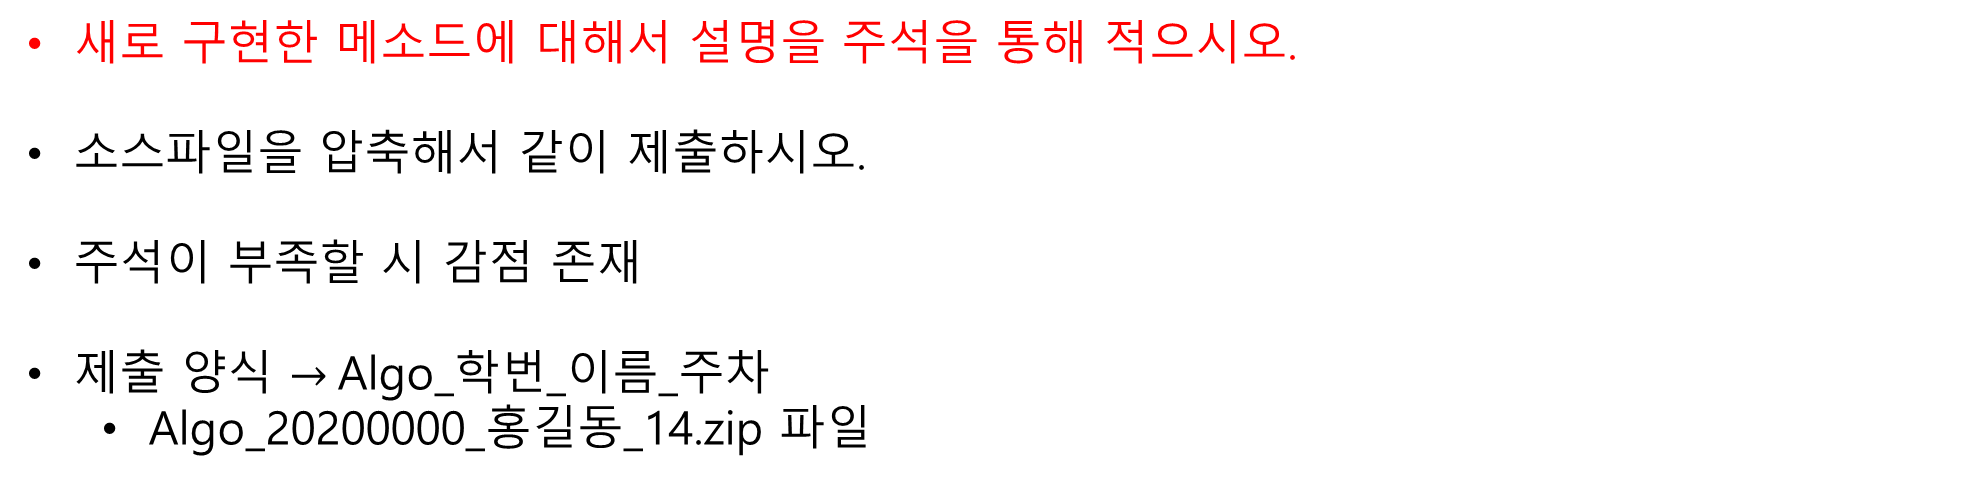 • 새로 구현한 메소드에 대해서 설명을 주석을 통해 적으시오.
• 소스파일을 압축해서 같이 제출하시오.
• 주석이 부족할 시 감점 존재
• 제출 양식 → Algo_학번_이름_주차
• Algo_20200000_홍길동_14.zip 파일